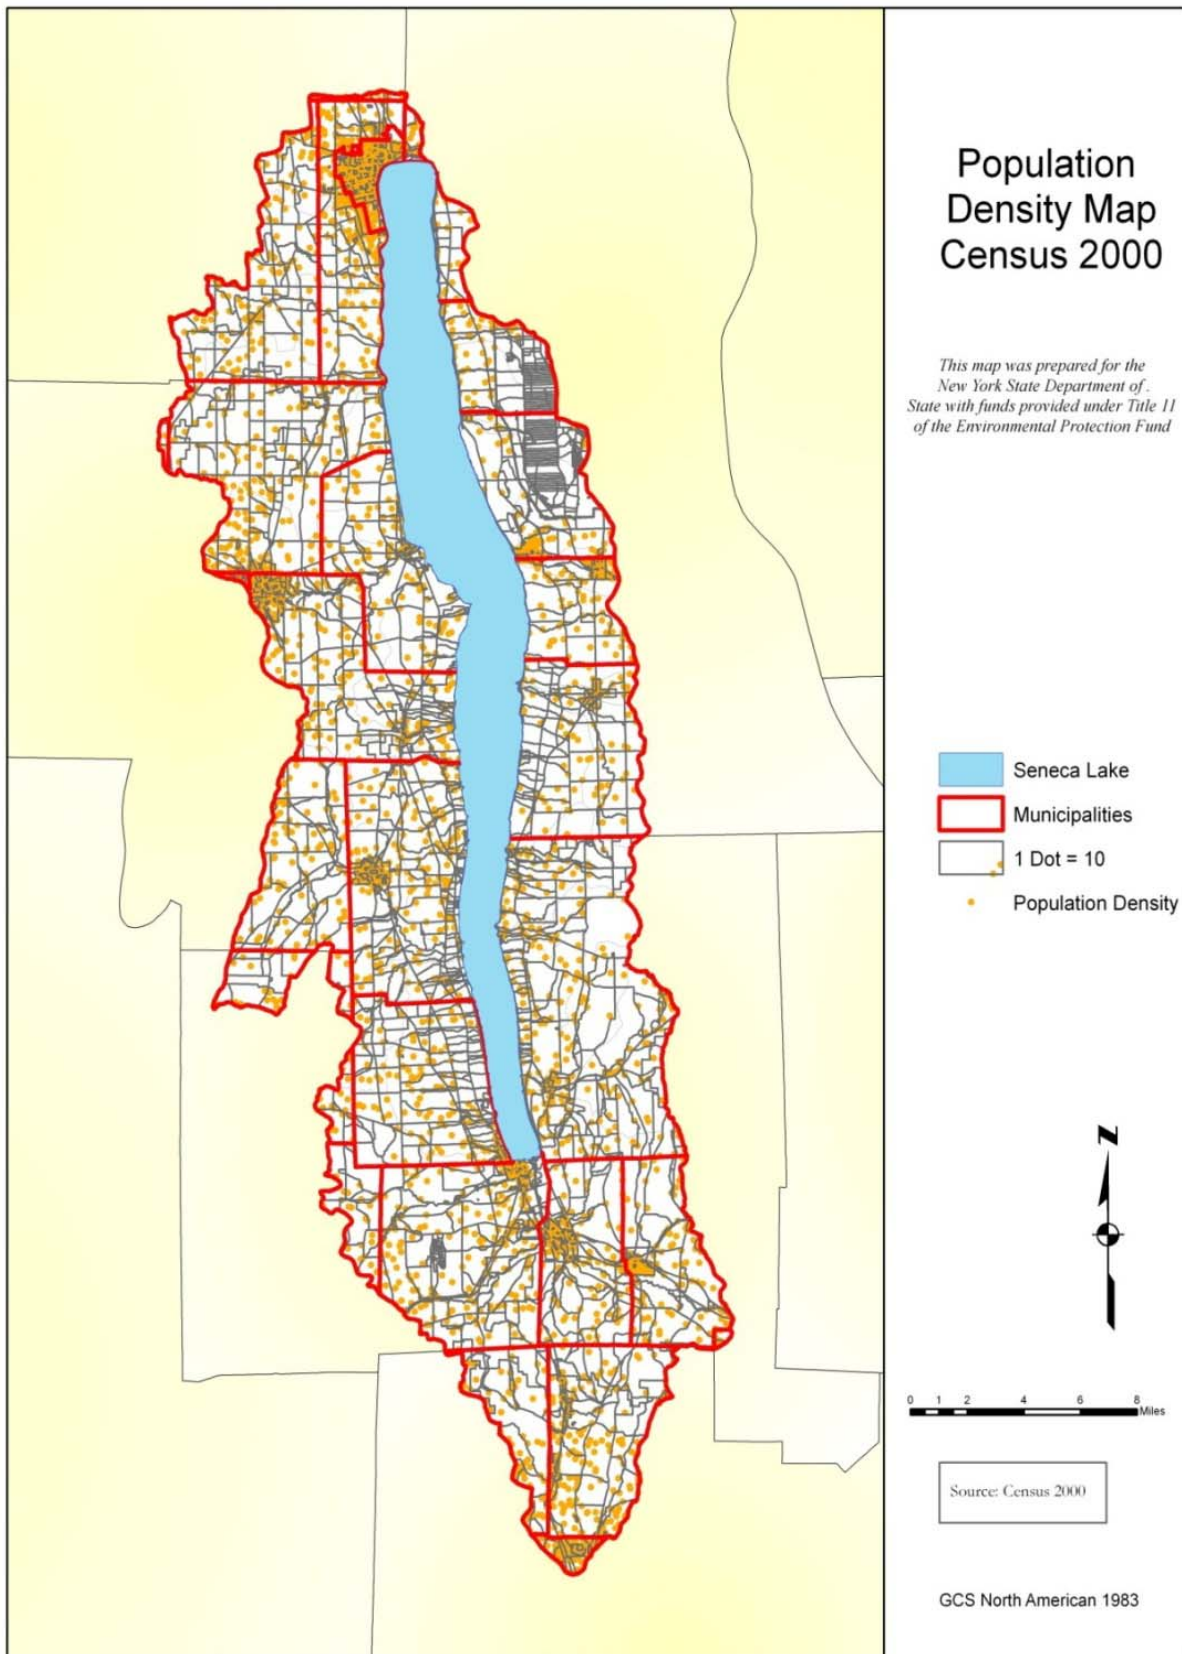 Population
Density Map
Census 2000
This map was prepared for the
New York State Department of .
State with funds provided under Title 11
of the Environmental Protection Fund
Seneca Lake
Municipalities
1 Dot = 10
Population Density
N
0 1 2 4 6 8
Miles
Source: Census 2000
GCS North American 1983